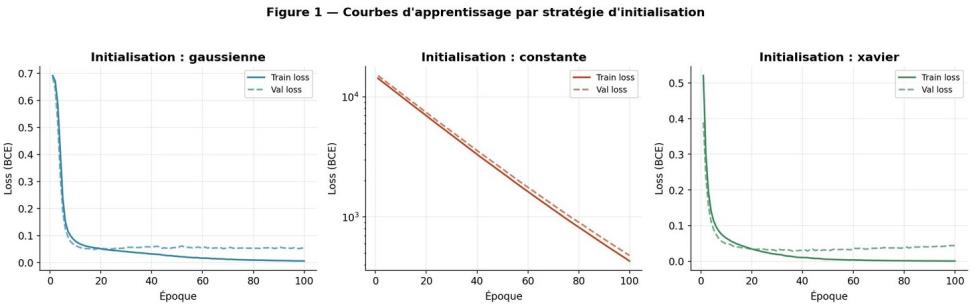 Figure 1 — Courbes d'apprentissage par stratégie d'initialisation
Initialisation : gaussienne
Train loss
Val loss
Loss (BCE)
0.7
0.6
0.5
0.4
0.3
0.2
0.1
0.0
0 20 40 60 80 100
Époque
Initialisation : constante
Train loss
Val loss
Loss (BCE)
10⁴
10³
0 20 40 60 80 100
Époque
Initialisation : xavier
Train loss
Val loss
Loss (BCE)
0.5
0.4
0.3
0.2
0.1
0.0
0 20 40 60 80 100
Époque